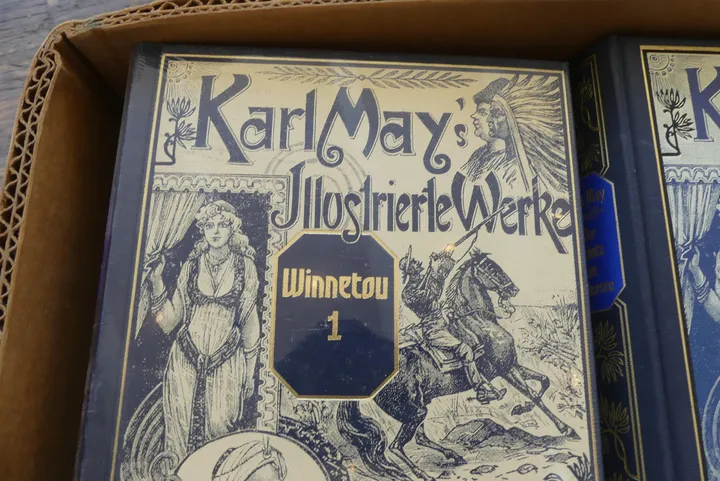 Karl May's
Illustrierte Werke
Winnetou
1